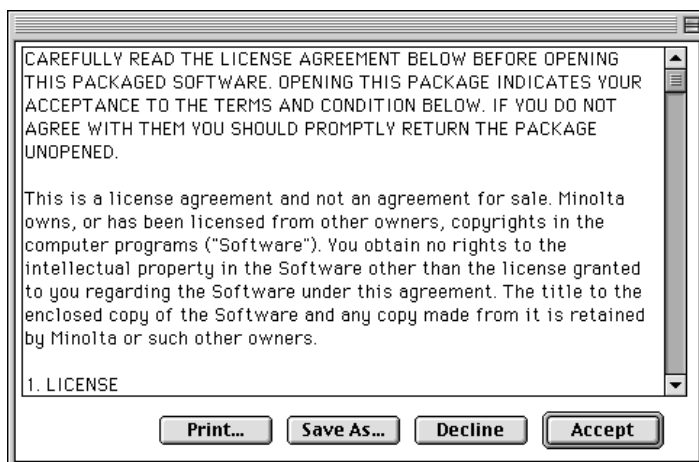 CAREFULLY READ THE LICENSE AGREEMENT BELOW BEFORE OPENING
THIS PACKAGED SOFTWARE. OPENING THIS PACKAGE INDICATES YOUR
ACCEPTANCE TO THE TERMS AND CONDITION BELOW. IF YOU DO NOT
AGREE WITH THEM YOU SHOULD PROMPTLY RETURN THE PACKAGE
UNOPENED.
This is a license agreement and not an agreement for sale. Minolta
owns, or has been licensed from other owners, copyrights in the
computer programs ("Software"). You obtain no rights to the
intellectual property in the Software other than the license granted
to you regarding the Software under this agreement. The title to the
enclosed copy of the Software and any copy made from it is retained
by Minolta or such other owners.
1. LICENSE
Print... Save As... Decline Accept